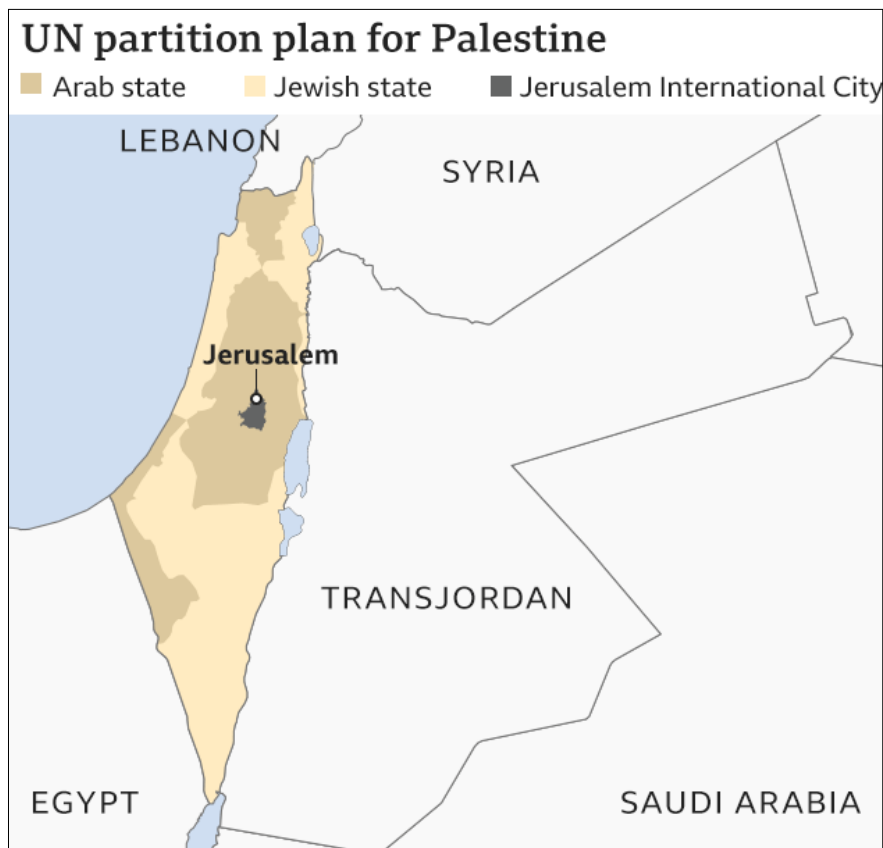 UN partition plan for Palestine
Arab state
Jewish state
Jerusalem International City
LEBANON
SYRIA
Jerusalem
TRANSJORDAN
EGYPT
SAUDI ARABIA